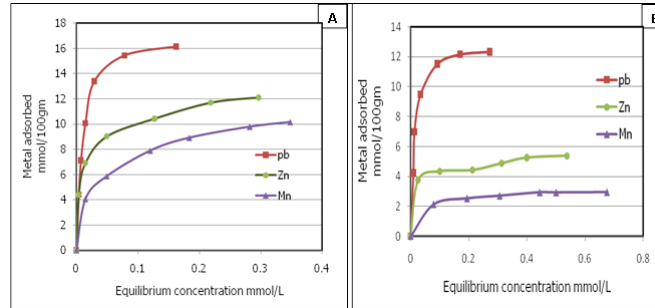 A
Metal adsorbed
mmol/100gm
18
16
14
12
10
8
6
4
2
0
0
0.1
0.2
0.3
0.4
pb
Zn
Mn
Equilibrium concentration mmol/L
Metal adsorbed
mmol/100gm
14
12
10
8
6
4
2
0
0
0.2
0.4
0.6
0.8
pb
Zn
Mn
Equilibrium concentration mmol/L